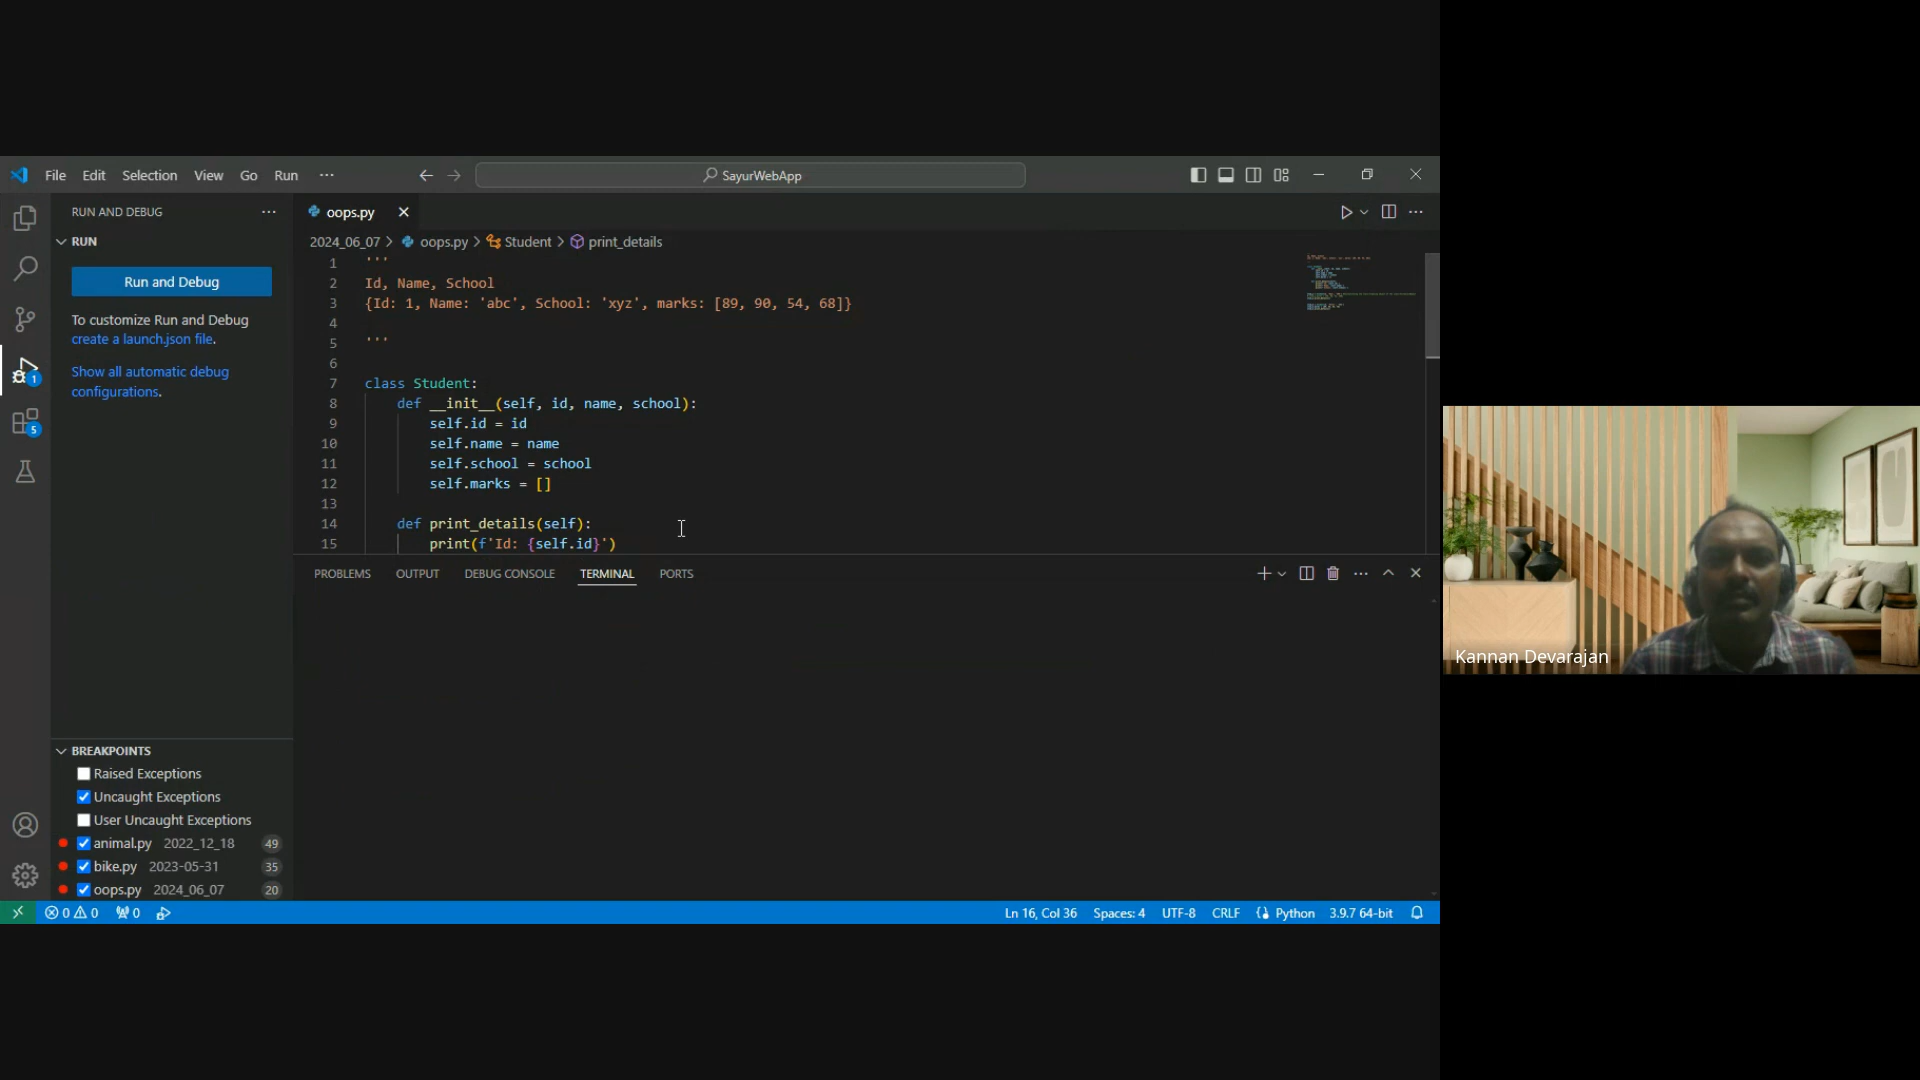 File Edit Selection View Go Run ···
SayurWebApp
RUN AND DEBUG ···
RUN
Run and Debug
To customize Run and Debug
create a launch.json file.
Show all automatic debug
configurations.
oops.py
2024_06_07 > oops.py > Student > print_details
1 '''
2 Id, Name, School
3 {Id: 1, Name: 'abc', School: 'xyz', marks: [89, 90, 54, 68]}
4
5 '''
6
7 class Student:
8 def __init__(self, id, name, school):
9 self.id = id
10 self.name = name
11 self.school = school
12 self.marks = []
13
14 def print_details(self):
15 print(f'Id: {self.id}')
PROBLEMS OUTPUT DEBUG CONSOLE TERMINAL PORTS
1
5
BREAKPOINTS
Raised Exceptions
Uncaught Exceptions
User Uncaught Exceptions
animal.py 2022_12_18 49
bike.py 2023-05-31 35
oops.py 2024_06_07 20
0 0 0
Ln 16, Col 36 Spaces: 4 UTF-8 CRLF Python 3.9.7 64-bit
Kannan Devarajan